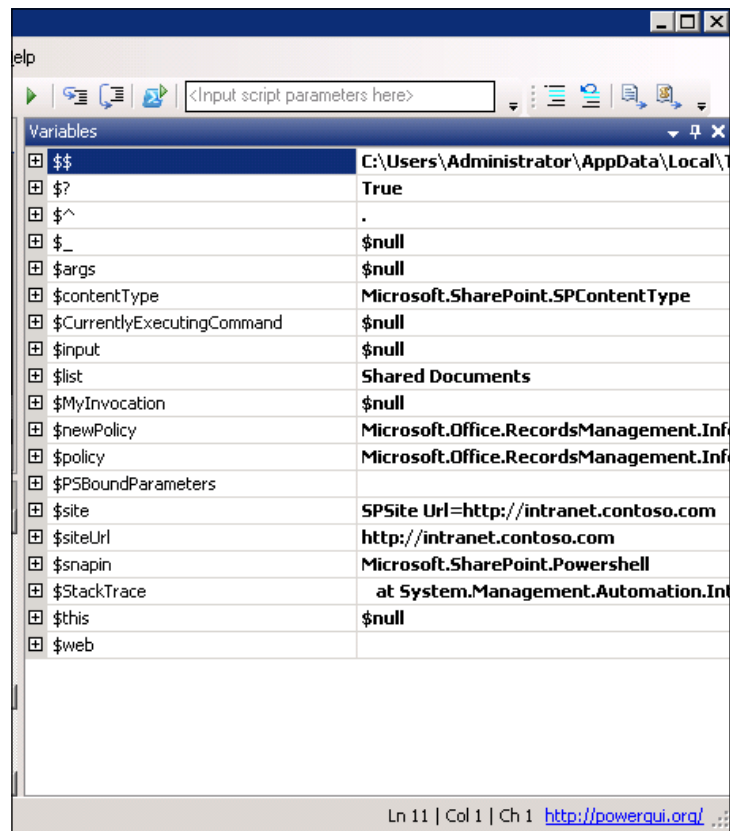 elp
<Input script parameters here>
Variables
$$ C:\Users\Administrator\AppData\Local\T
$? True
$^ .
$_ $null
$args $null
$contentType Microsoft.SharePoint.SPContentType
$CurrentlyExecutingCommand $null
$input $null
$list Shared Documents
$MyInvocation $null
$newPolicy Microsoft.Office.RecordsManagement.Info
$policy Microsoft.Office.RecordsManagement.Info
$PSBoundParameters
$site SPSite Url=http://intranet.contoso.com
$siteUrl http://intranet.contoso.com
$snapin Microsoft.SharePoint.Powershell
$StackTrace at System.Management.Automation.Int
$this $null
$web
Ln 11 | Col 1 | Ch 1 http://powergui.org/